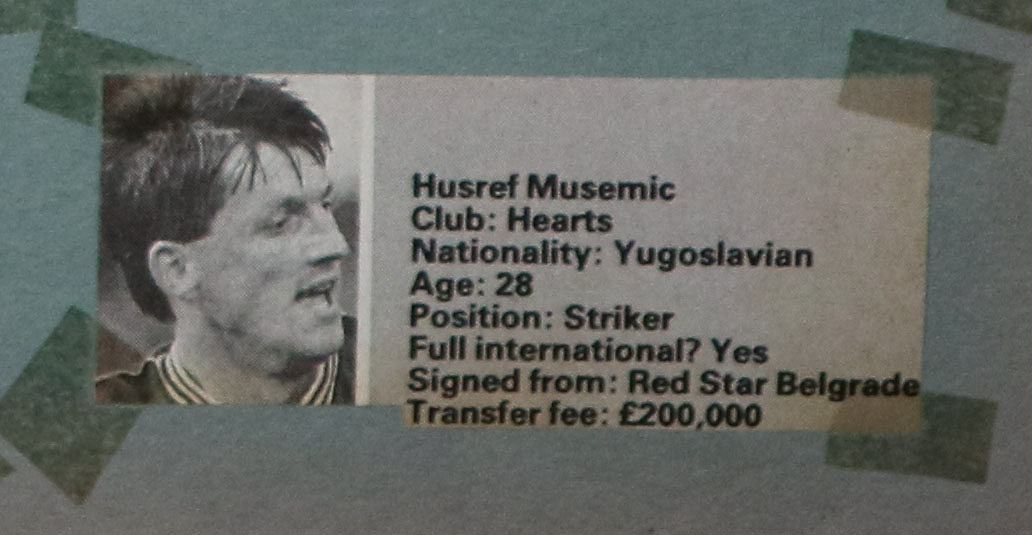 Husref Musemic
Club: Hearts
Nationality: Yugoslavian
Age: 28
Position: Striker
Full international? Yes
Signed from: Red Star Belgrade
Transfer fee: £200,000